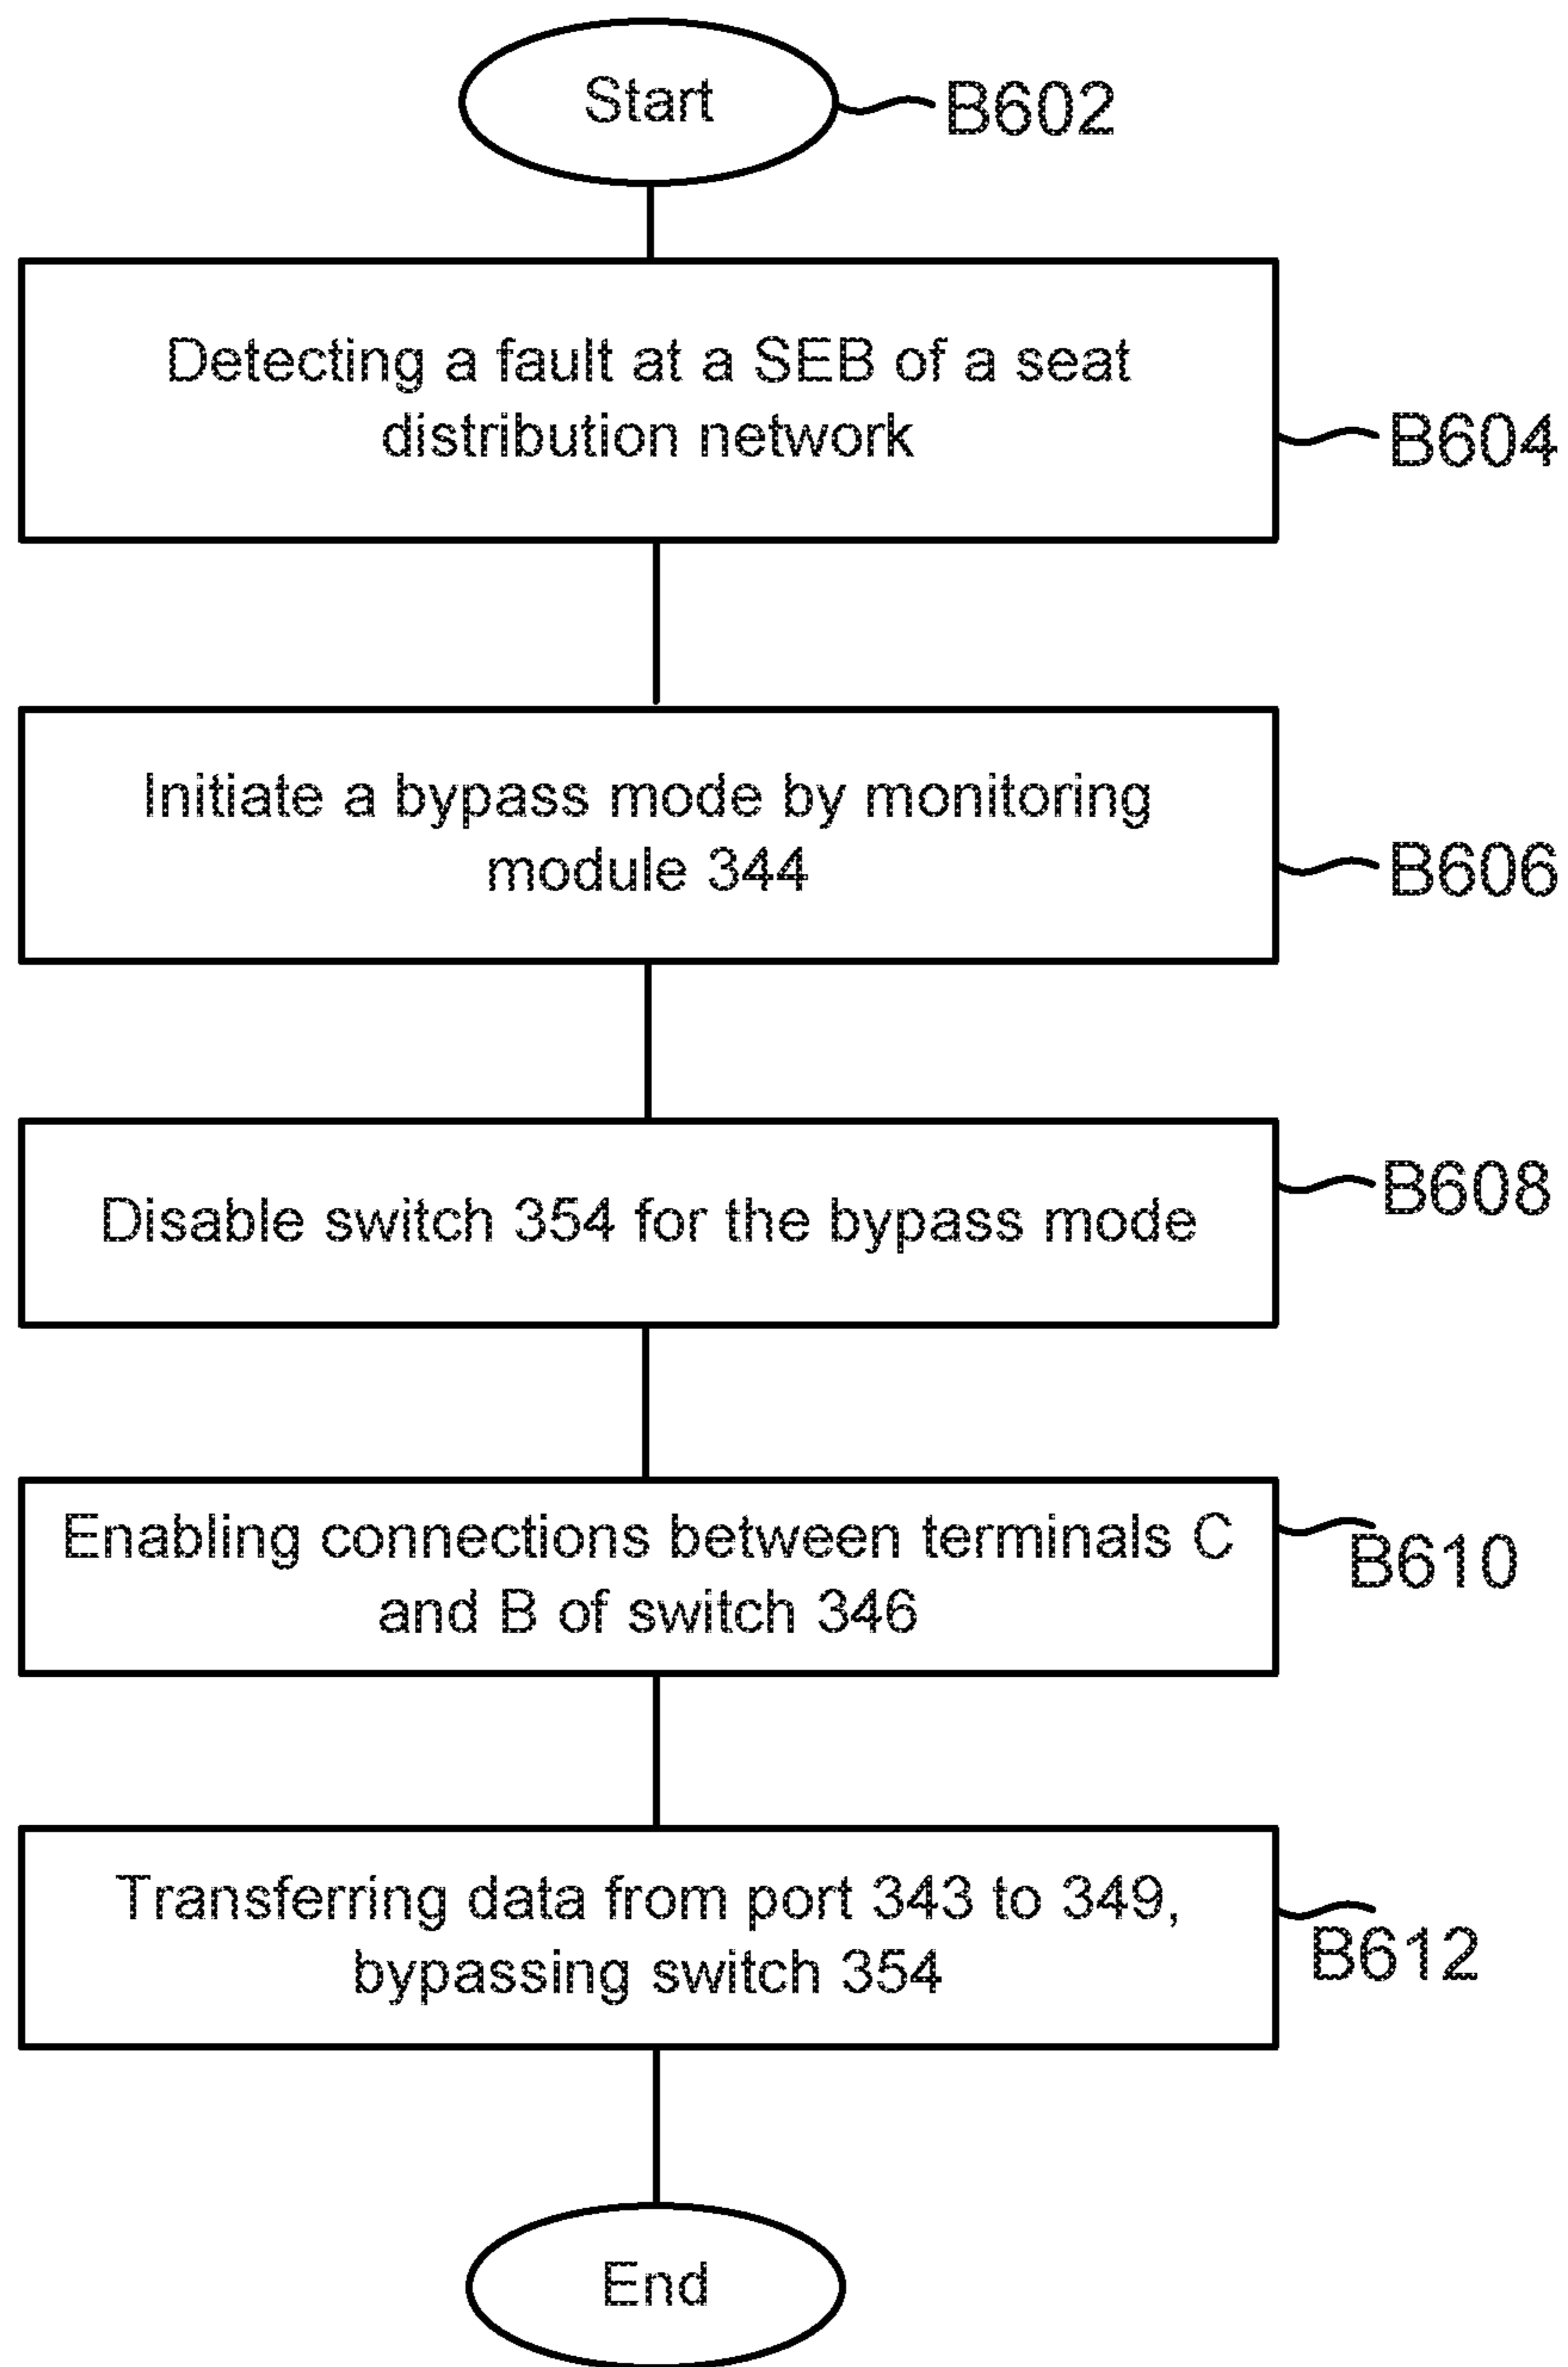 Start
B602
Detecting a fault at a SEB of a seat
distribution network
B604
Initiate a bypass mode by monitoring
module 344
B606
Disable switch 354 for the bypass mode
B608
Enabling connections between terminals C
and B of switch 346
B610
Transferring data from port 343 to 349,
bypassing switch 354
B612
End